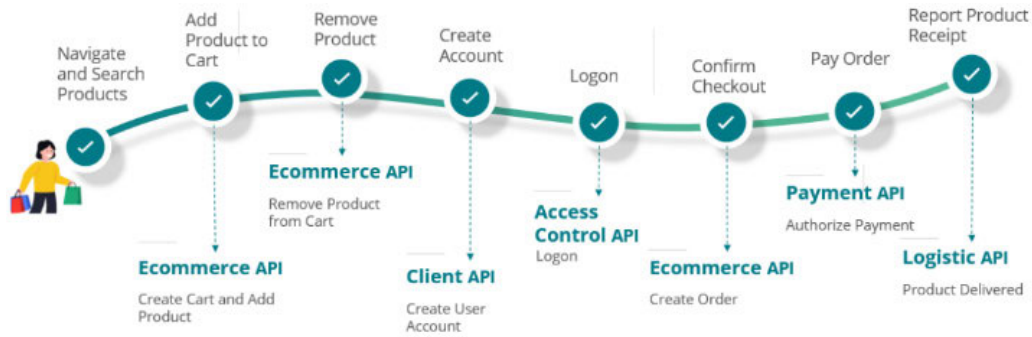 Navigate
and Search
Products
Add
Product to
Cart
Remove
Product
Create
Account
Logon
Confirm
Checkout
Pay Order
Report Product
Receipt
Ecommerce API
Create Cart and Add
Product
Ecommerce API
Remove Product
from Cart
Client API
Create User
Account
Access
Control API
Logon
Ecommerce API
Create Order
Payment API
Authorize Payment
Logistic API
Product Delivered